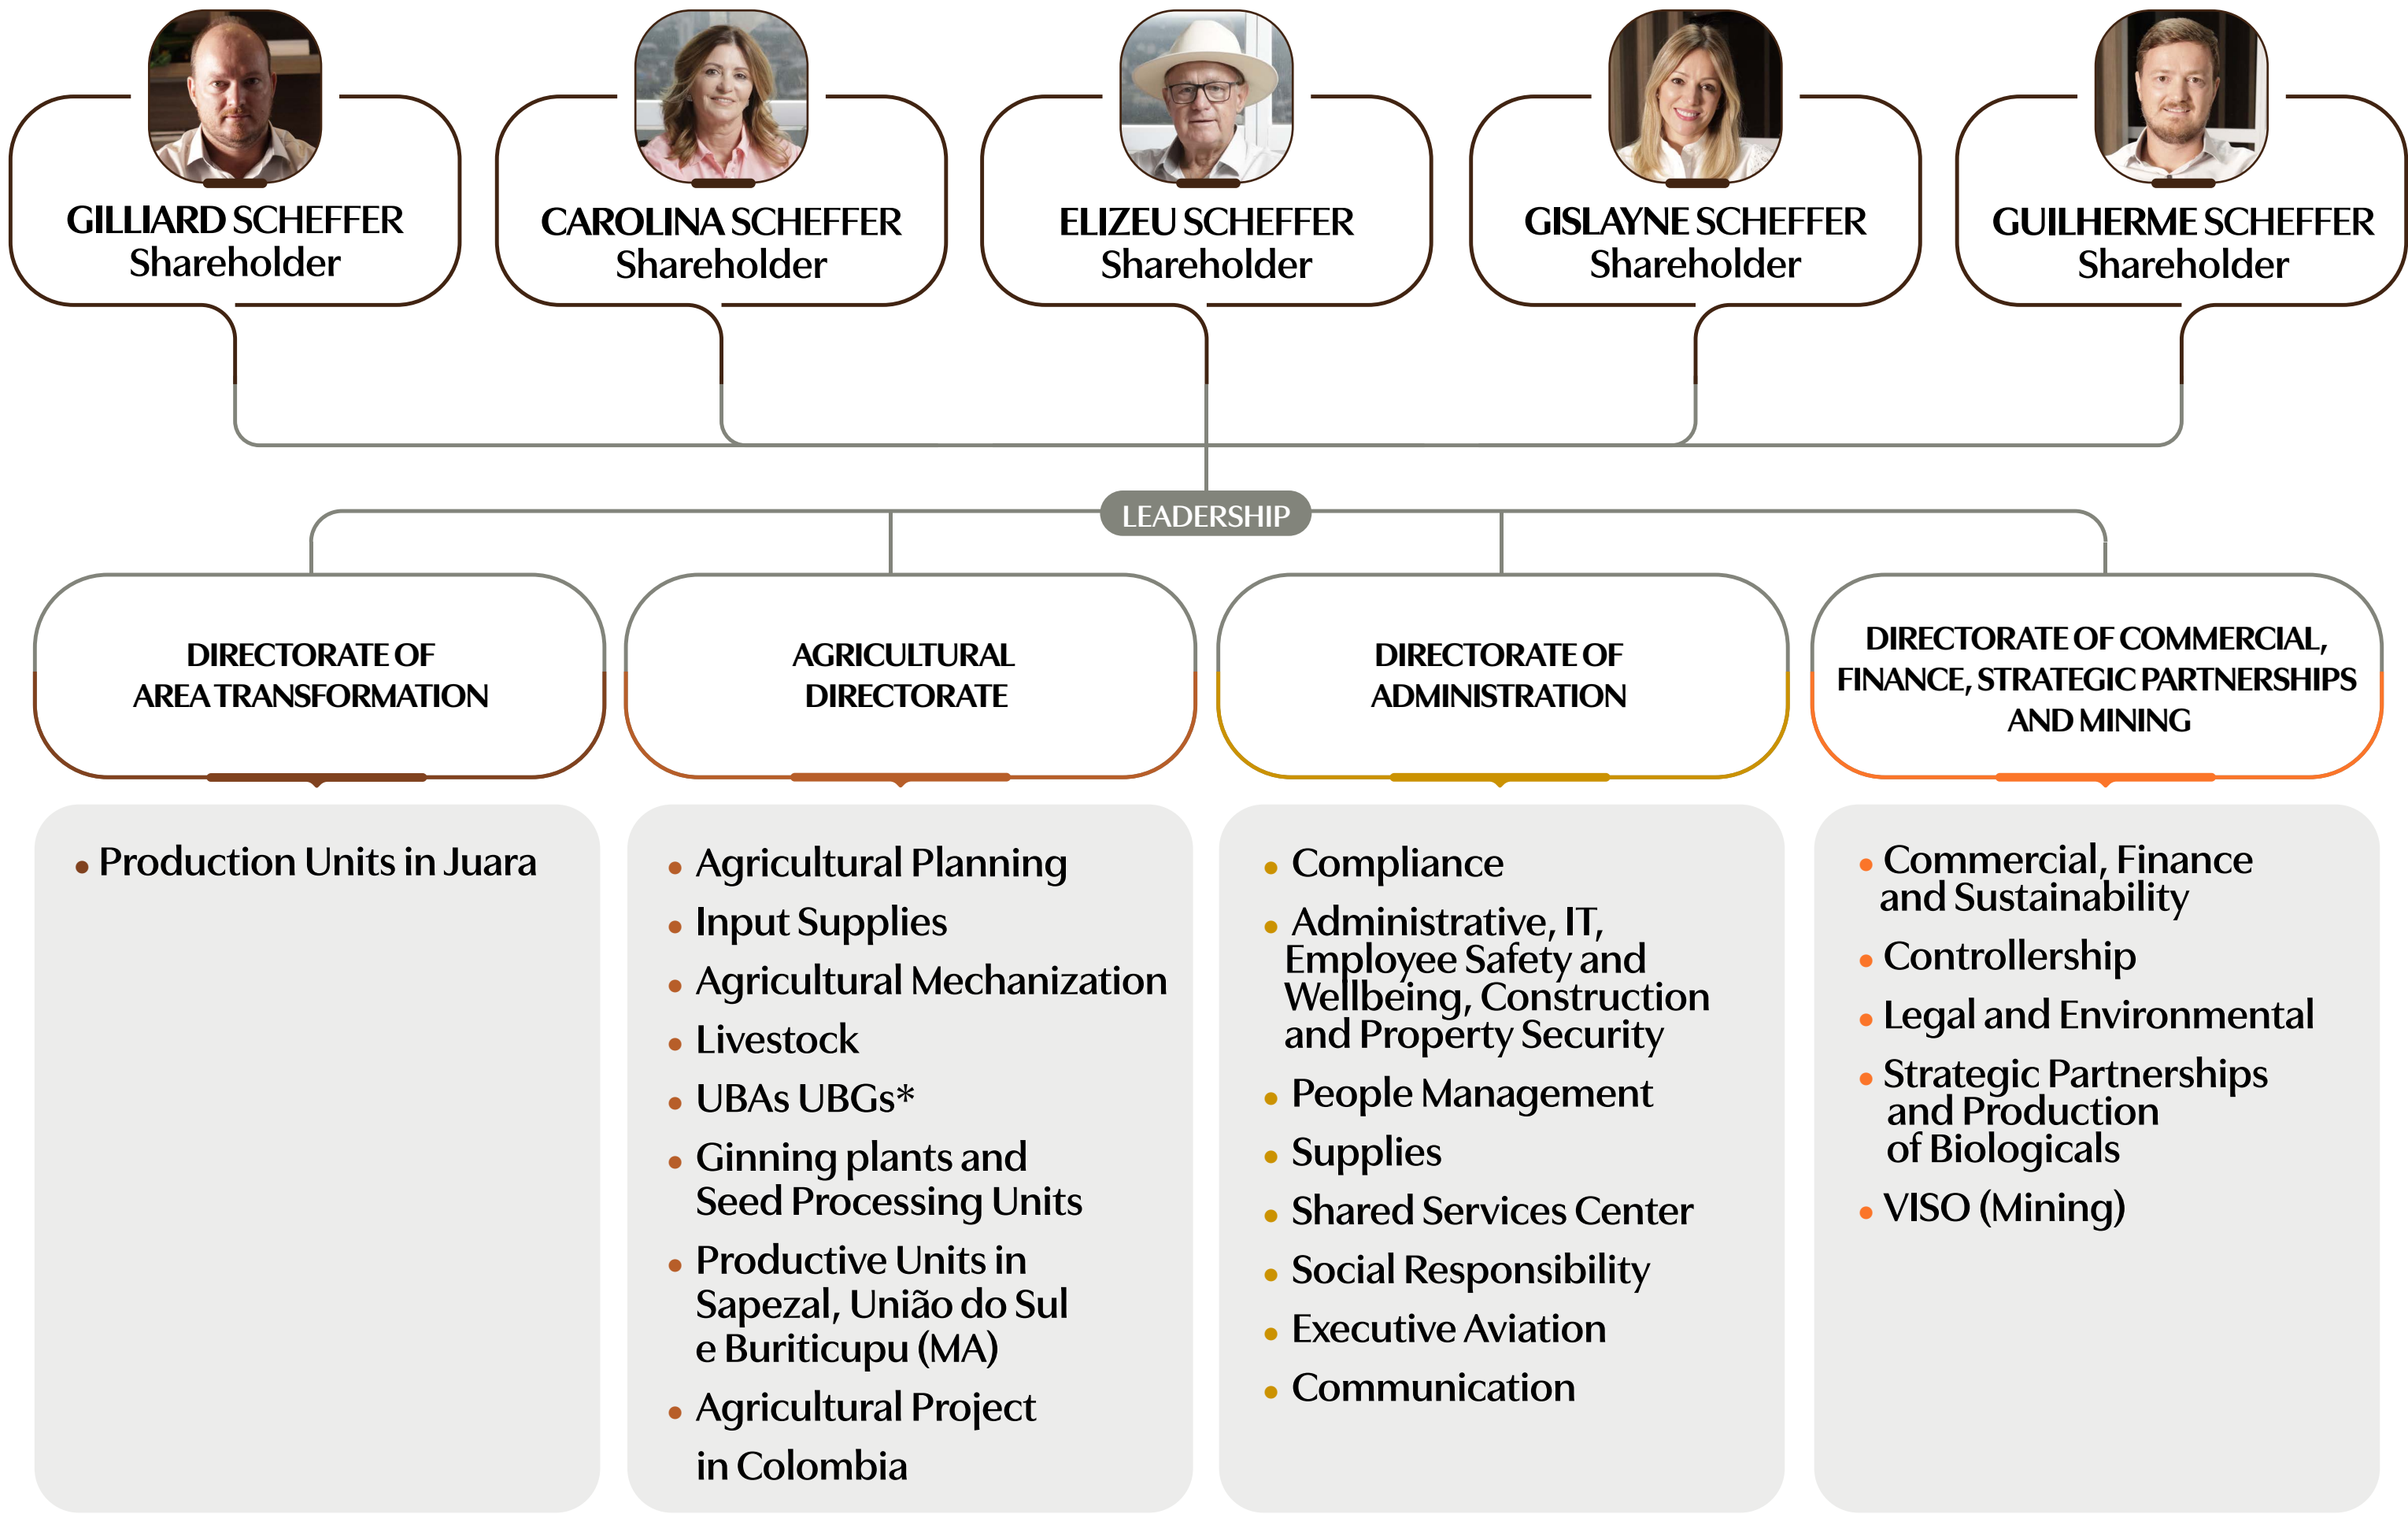 GILLIARD SCHEFFER
Shareholder
CAROLINA SCHEFFER
Shareholder
ELIZEU SCHEFFER
Shareholder
GISLAYNE SCHEFFER
Shareholder
GUILHERME SCHEFFER
Shareholder
LEADERSHIP
DIRECTORATE OF
AREA TRANSFORMATION
• Production Units in Juara
AGRICULTURAL
DIRECTORATE
• Agricultural Planning
• Input Supplies
• Agricultural Mechanization
• Livestock
• UBAs UBGs*
• Ginning plants and
Seed Processing Units
• Productive Units in
Sapezal, União do Sul
e Buriticupu (MA)
• Agricultural Project
in Colombia
DIRECTORATE OF
ADMINISTRATION
• Compliance
• Administrative, IT,
Employee Safety and
Wellbeing, Construction
and Property Security
• People Management
• Supplies
• Shared Services Center
• Social Responsibility
• Executive Aviation
• Communication
DIRECTORATE OF COMMERCIAL,
FINANCE, STRATEGIC PARTNERSHIPS
AND MINING
• Commercial, Finance
and Sustainability
• Controllership
• Legal and Environmental
• Strategic Partnerships
and Production
of Biologicals
• VISO (Mining)